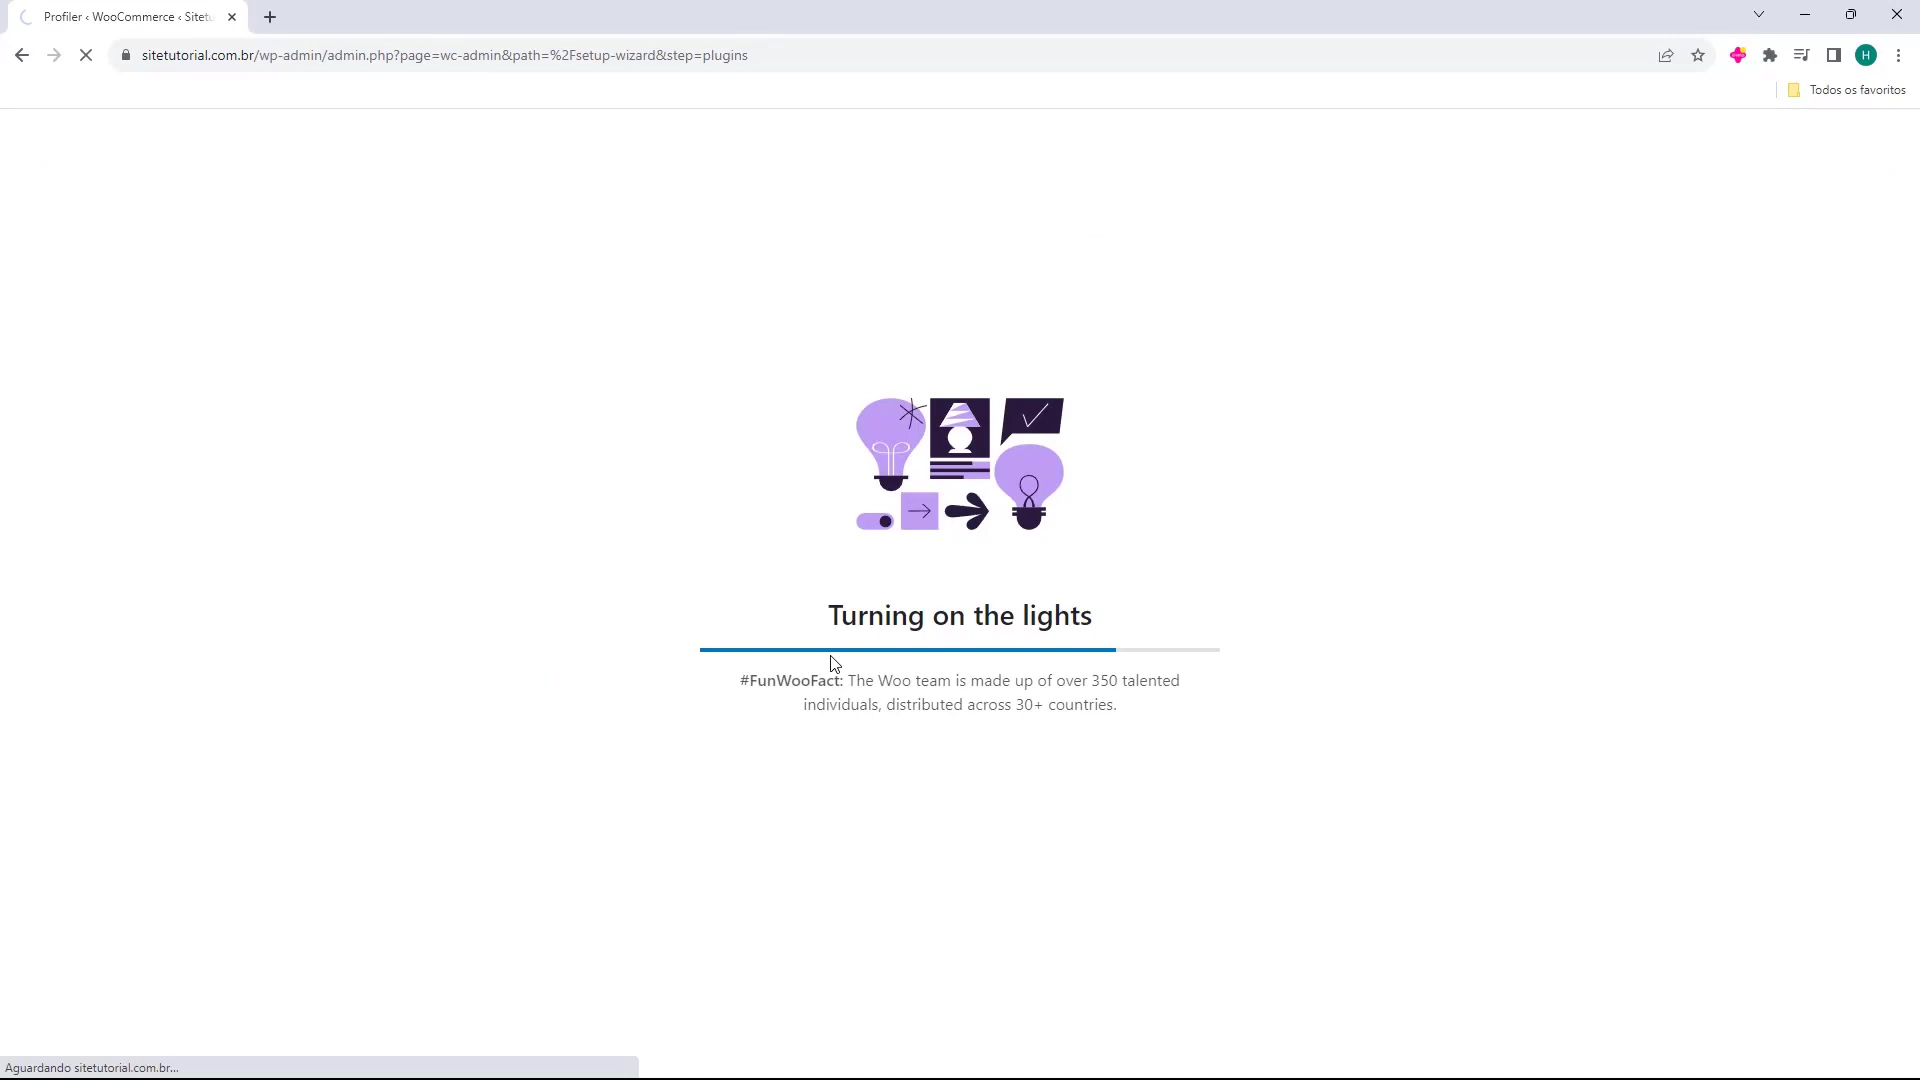 Profiler ‹ WooCommerce ‹ Sitetu
sitetutorial.com.br/wp-admin/admin.php?page=wc-admin&path=%2Fsetup-wizard&step=plugins
H
Todos os favoritos
Turning on the lights
#FunWooFact: The Woo team is made up of over 350 talented
individuals, distributed across 30+ countries.
Aguardando sitetutorial.com.br...